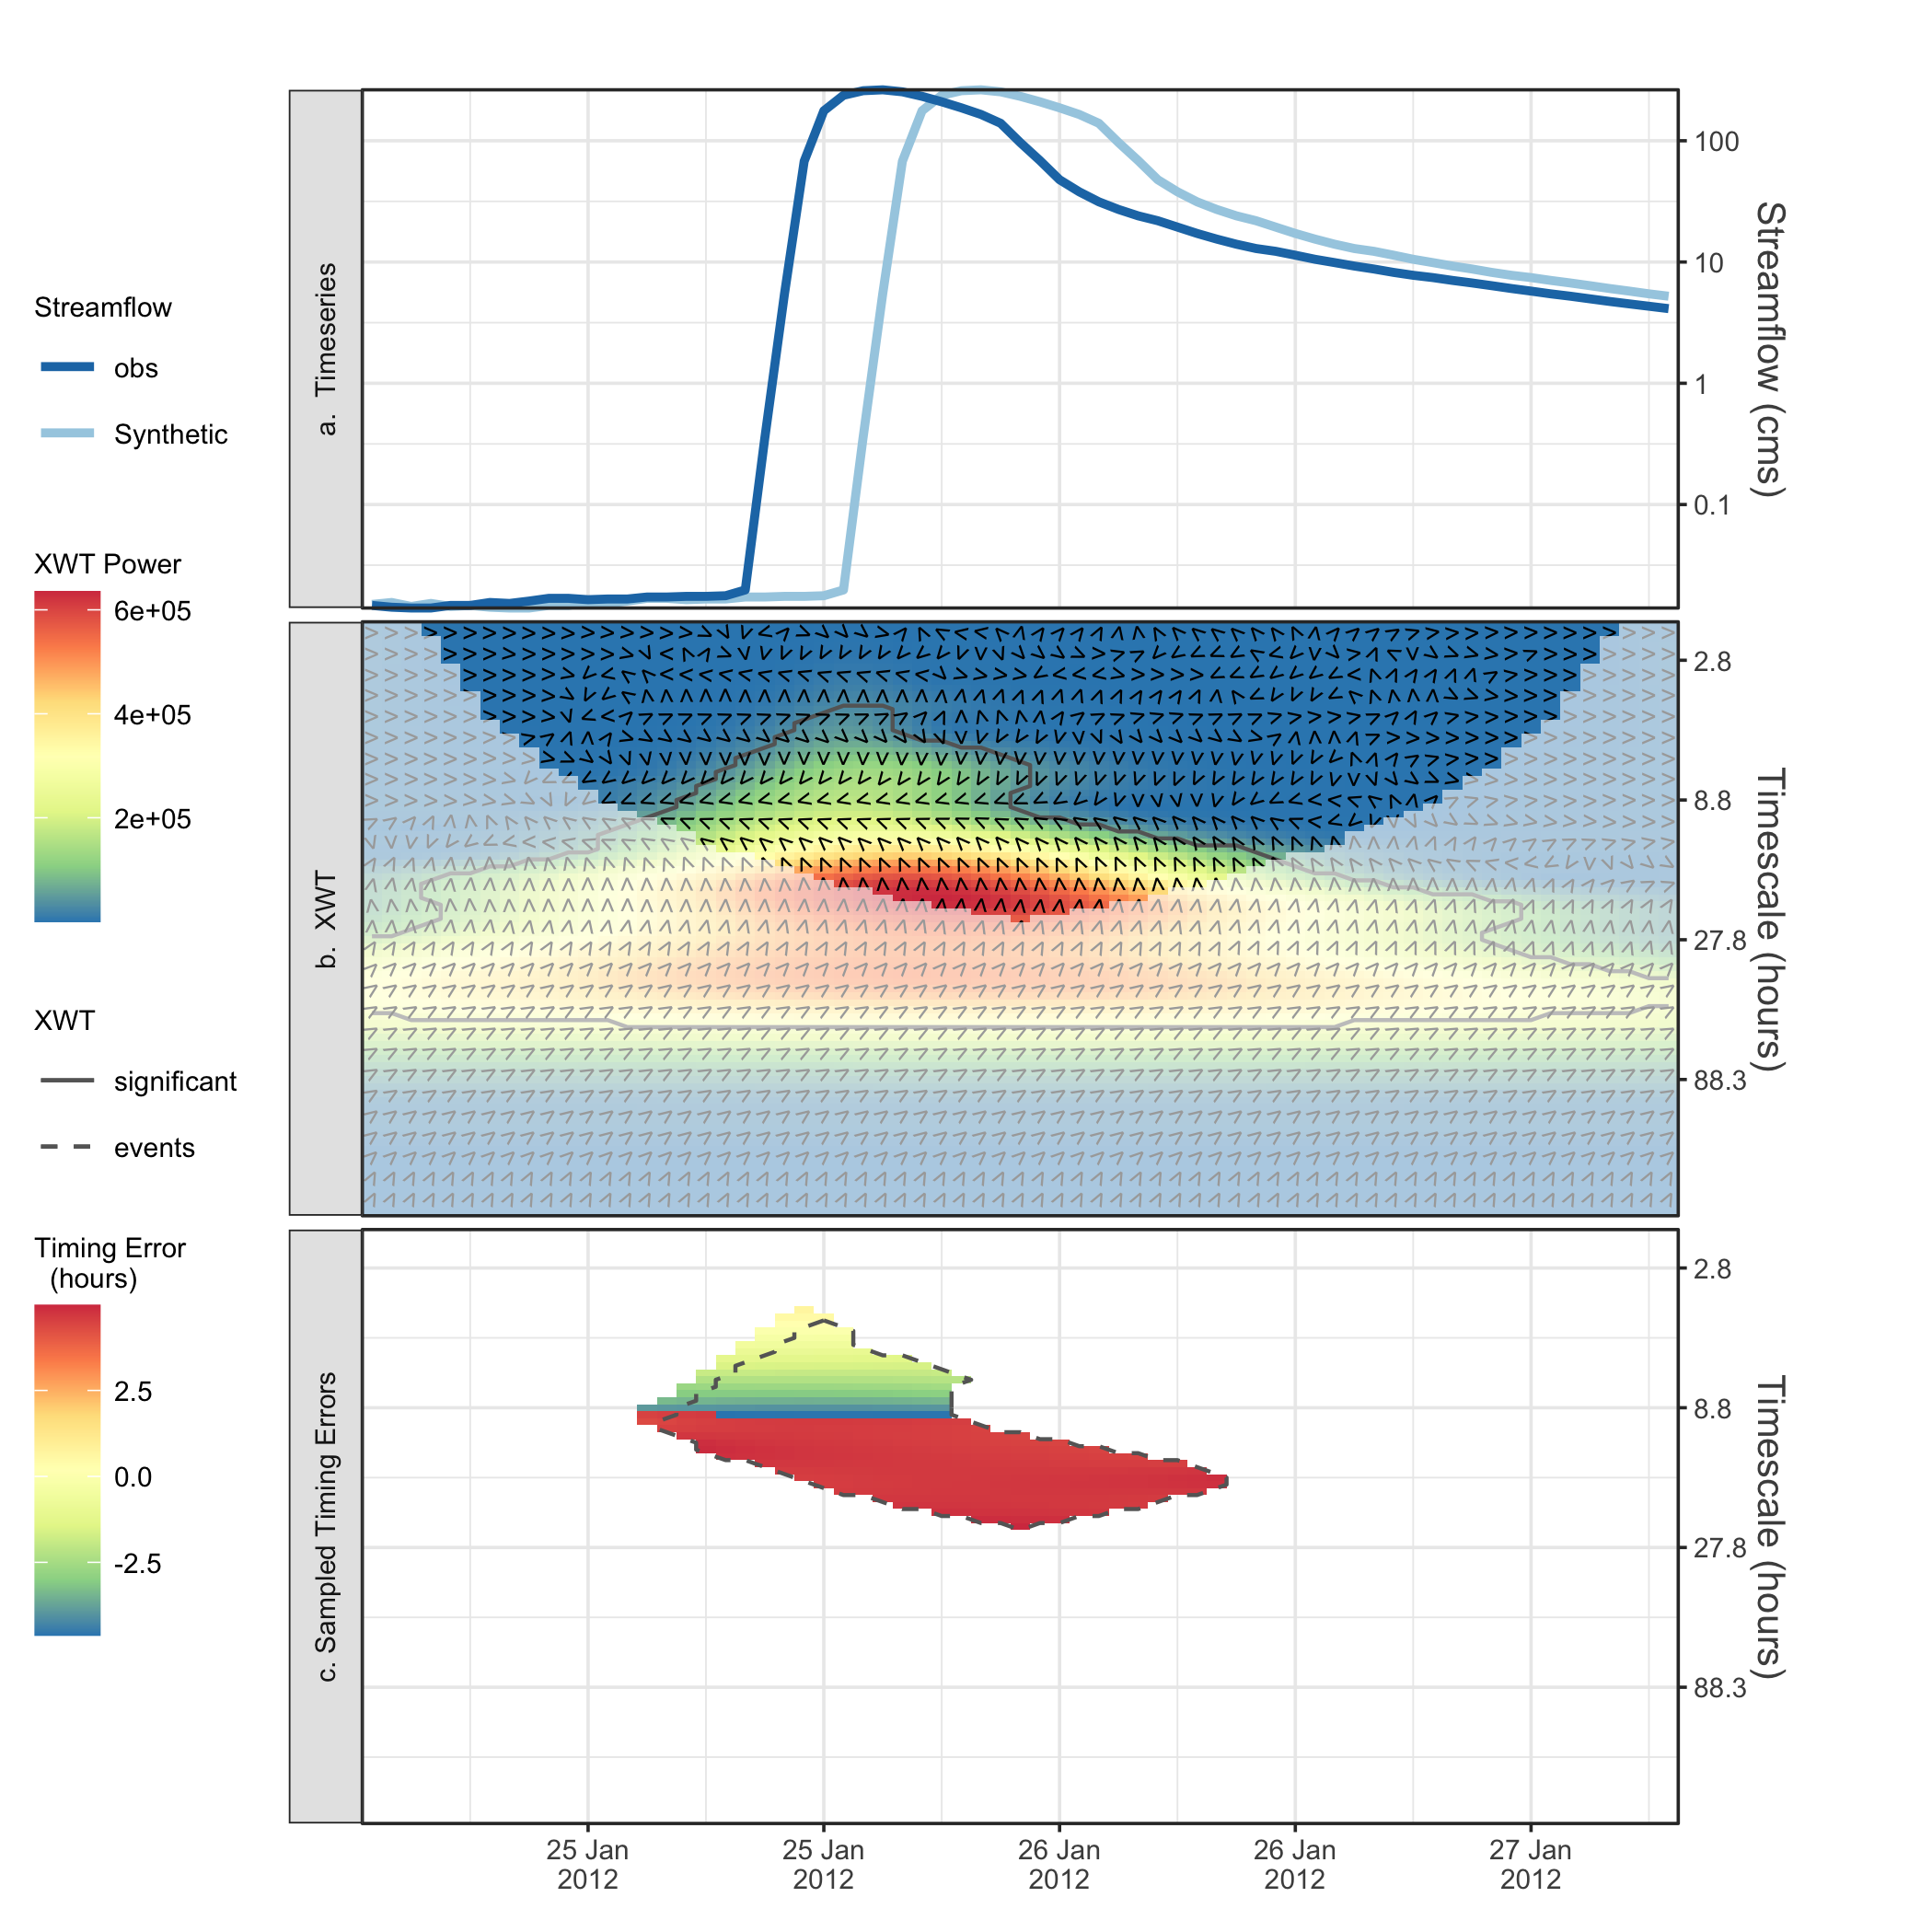 Streamflow
obs
Synthetic
XWT Power
6e+05
4e+05
2e+05
XWT
significant
events
Timing Error
(hours)
2.5
0.0
-2.5
a. Timeseries
100
10
1
0.1
Streamflow (cms)
b. XWT
2.8
8.8
27.8
88.3
Timescale (hours)
c. Sampled Timing Errors
2.8
8.8
27.8
88.3
Timescale (hours)
25 Jan 25 Jan 26 Jan 26 Jan 27 Jan
2012 2012 2012 2012 2012